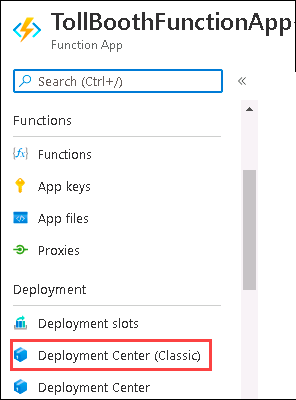 TollBoothFunctionApp
Function App
Search (Ctrl+/)
Functions
Functions
App keys
App files
Proxies
Deployment
Deployment slots
Deployment Center (Classic)
Deployment Center